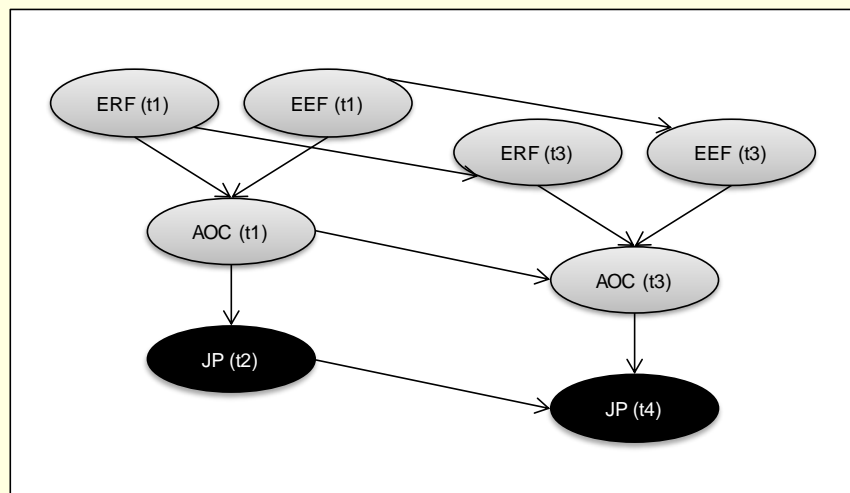 ERF (t1)
EEF (t1)
ERF (t3)
EEF (t3)
AOC (t1)
AOC (t3)
JP (t2)
JP (t4)